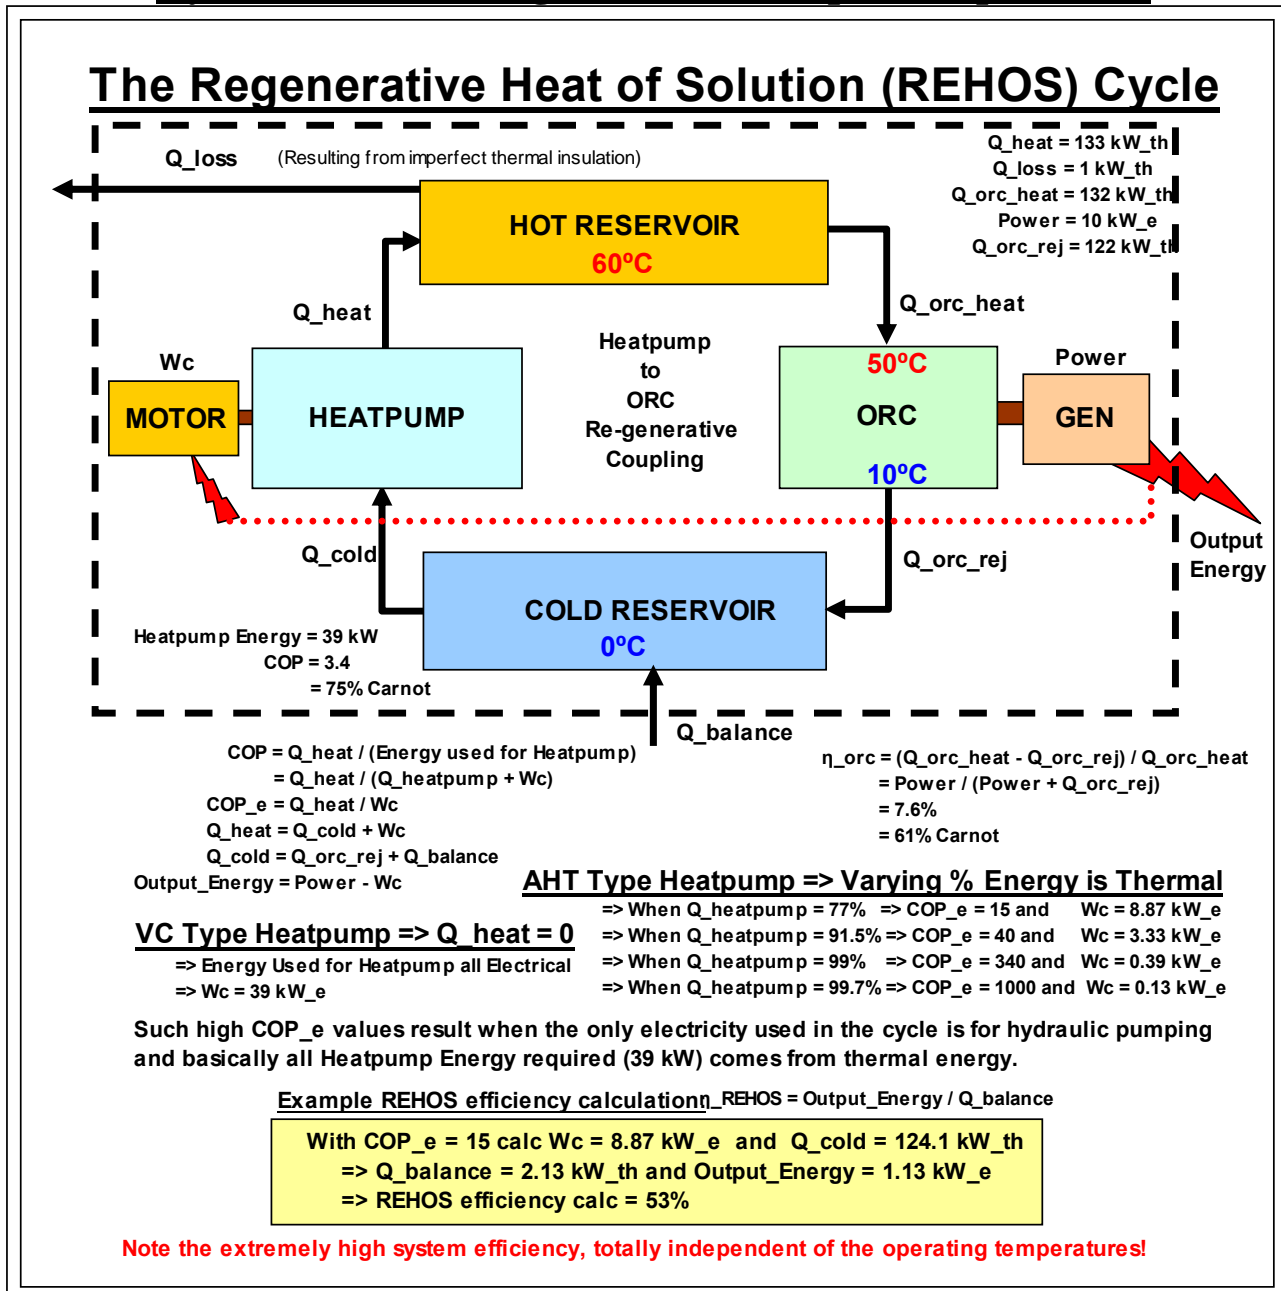 The Regenerative Heat of Solution (REHOS) Cycle
Q_loss (Resulting from imperfect thermal insulation)
Q_heat = 133 kW_th
Q_loss = 1 kW_th
Q_orc_heat = 132 kW_th
Power = 10 kW_e
Q_orc_rej = 122 kW_th
HOT RESERVOIR
60ºC
Q_heat
Q_orc_heat
Wc
MOTOR
HEATPUMP
Heatpump
to
ORC
Re-generative
Coupling
50ºC
ORC
10ºC
Power
GEN
Q_cold
Q_orc_rej
Output
Energy
COLD RESERVOIR
0ºC
Heatpump Energy = 39 kW
COP = 3.4
= 75% Carnot
Q_balance
COP = Q_heat / (Energy used for Heatpump)
= Q_heat / (Q_heatpump + Wc)
COP_e = Q_heat / Wc
Q_heat = Q_cold + Wc
Q_cold = Q_orc_rej + Q_balance
Output_Energy = Power - Wc
η_orc = (Q_orc_heat - Q_orc_rej) / Q_orc_heat
= Power / (Power + Q_orc_rej)
= 7.6%
= 61% Carnot
AHT Type Heatpump => Varying % Energy is Thermal
=> When Q_heatpump = 77% => COP_e = 15 and Wc = 8.87 kW_e
=> When Q_heatpump = 91.5% => COP_e = 40 and Wc = 3.33 kW_e
=> When Q_heatpump = 99% => COP_e = 340 and Wc = 0.39 kW_e
=> When Q_heatpump = 99.7% => COP_e = 1000 and Wc = 0.13 kW_e
VC Type Heatpump => Q_heat = 0
=> Energy Used for Heatpump all Electrical
=> Wc = 39 kW_e
Such high COP_e values result when the only electricity used in the cycle is for hydraulic pumping
and basically all Heatpump Energy required (39 kW) comes from thermal energy.
Example REHOS efficiency calculation η_REHOS = Output_Energy / Q_balance
With COP_e = 15 calc Wc = 8.87 kW_e and Q_cold = 124.1 kW_th
=> Q_balance = 2.13 kW_th and Output_Energy = 1.13 kW_e
=> REHOS efficiency calc = 53%
Note the extremely high system efficiency, totally independent of the operating temperatures!